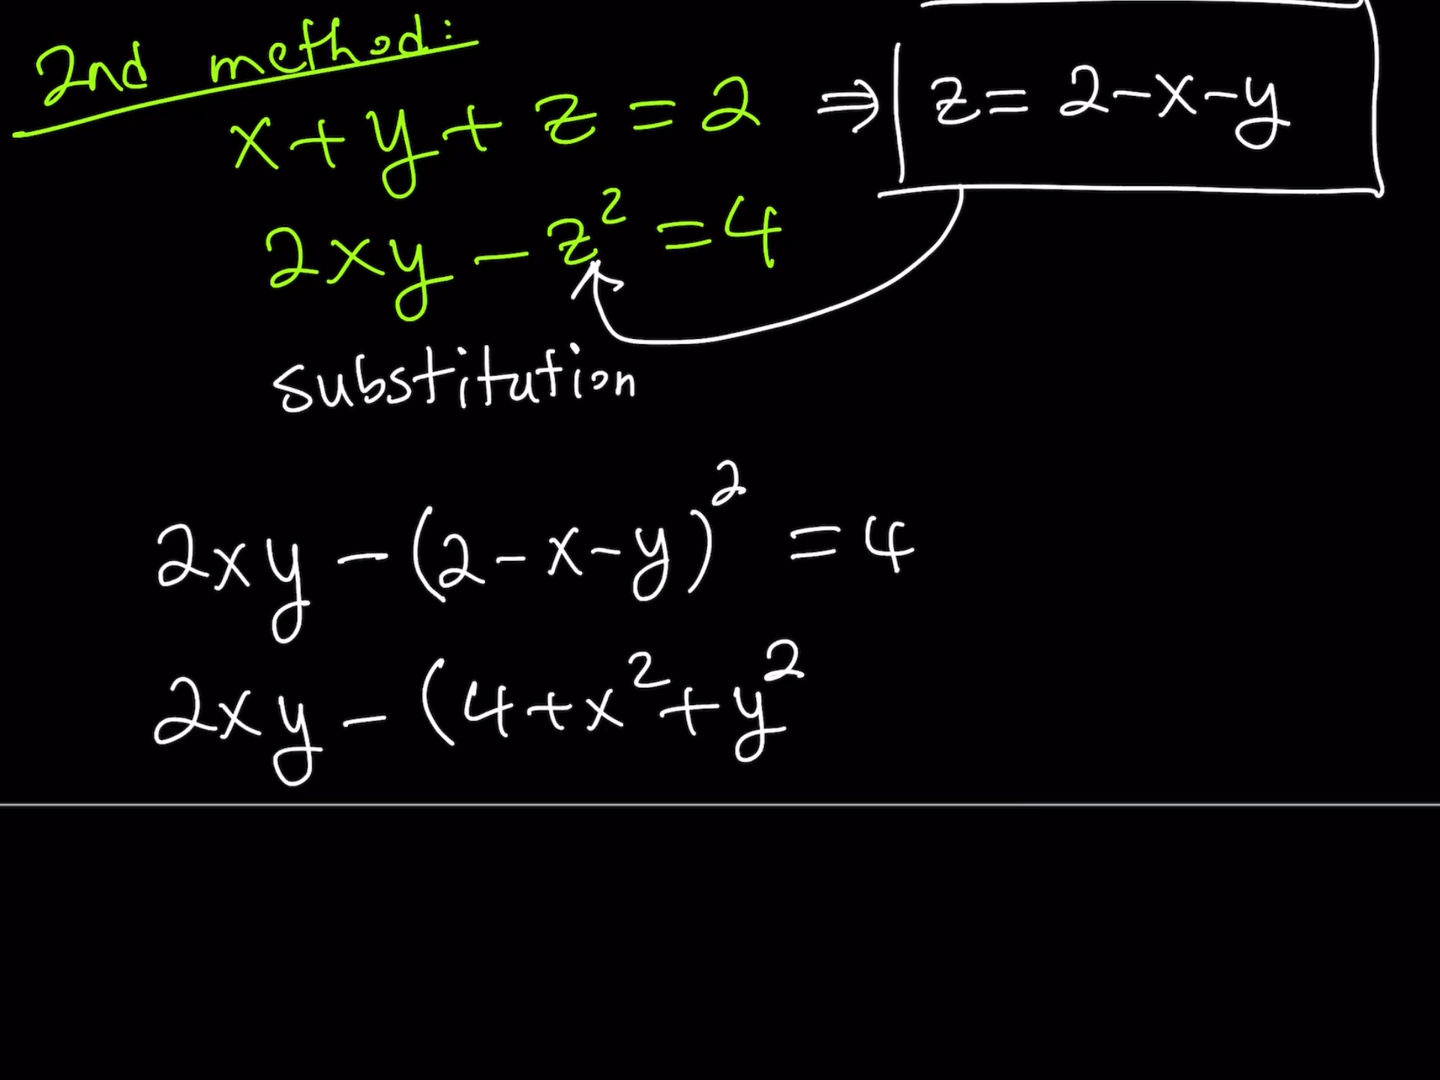 2nd method:
x+y+z=2 ⇒ z=2-x-y
2xy-z²=4
substitution
2xy-(2-x-y)²=4
2xy-(4+x²+y²